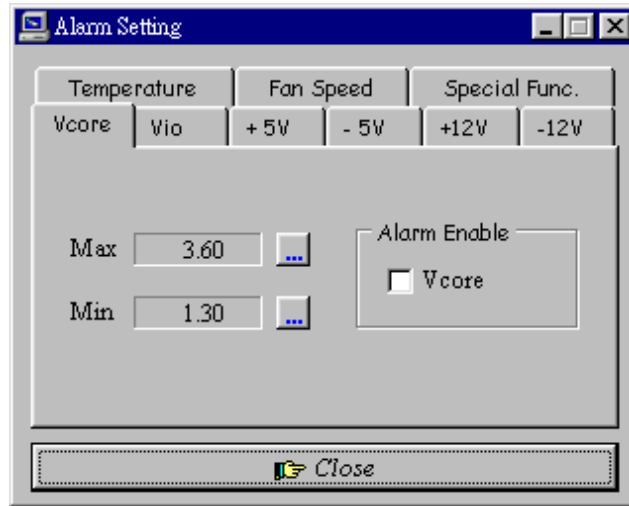 Alarm Setting
Temperature Fan Speed Special Func.
Vcore Vio + 5V - 5V +12V -12V
Alarm Enable
Max 3.60 ...
Vcore
Min 1.30 ...
Close